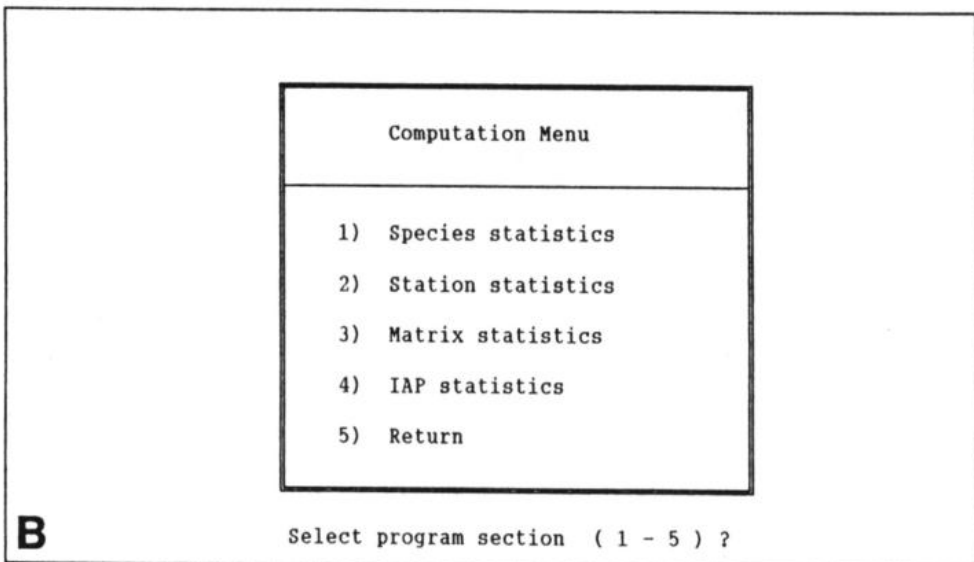 Computation Menu
1) Species statistics
2) Station statistics
3) Matrix statistics
4) IAP statistics
5) Return
B
Select program section ( 1 - 5 ) ?